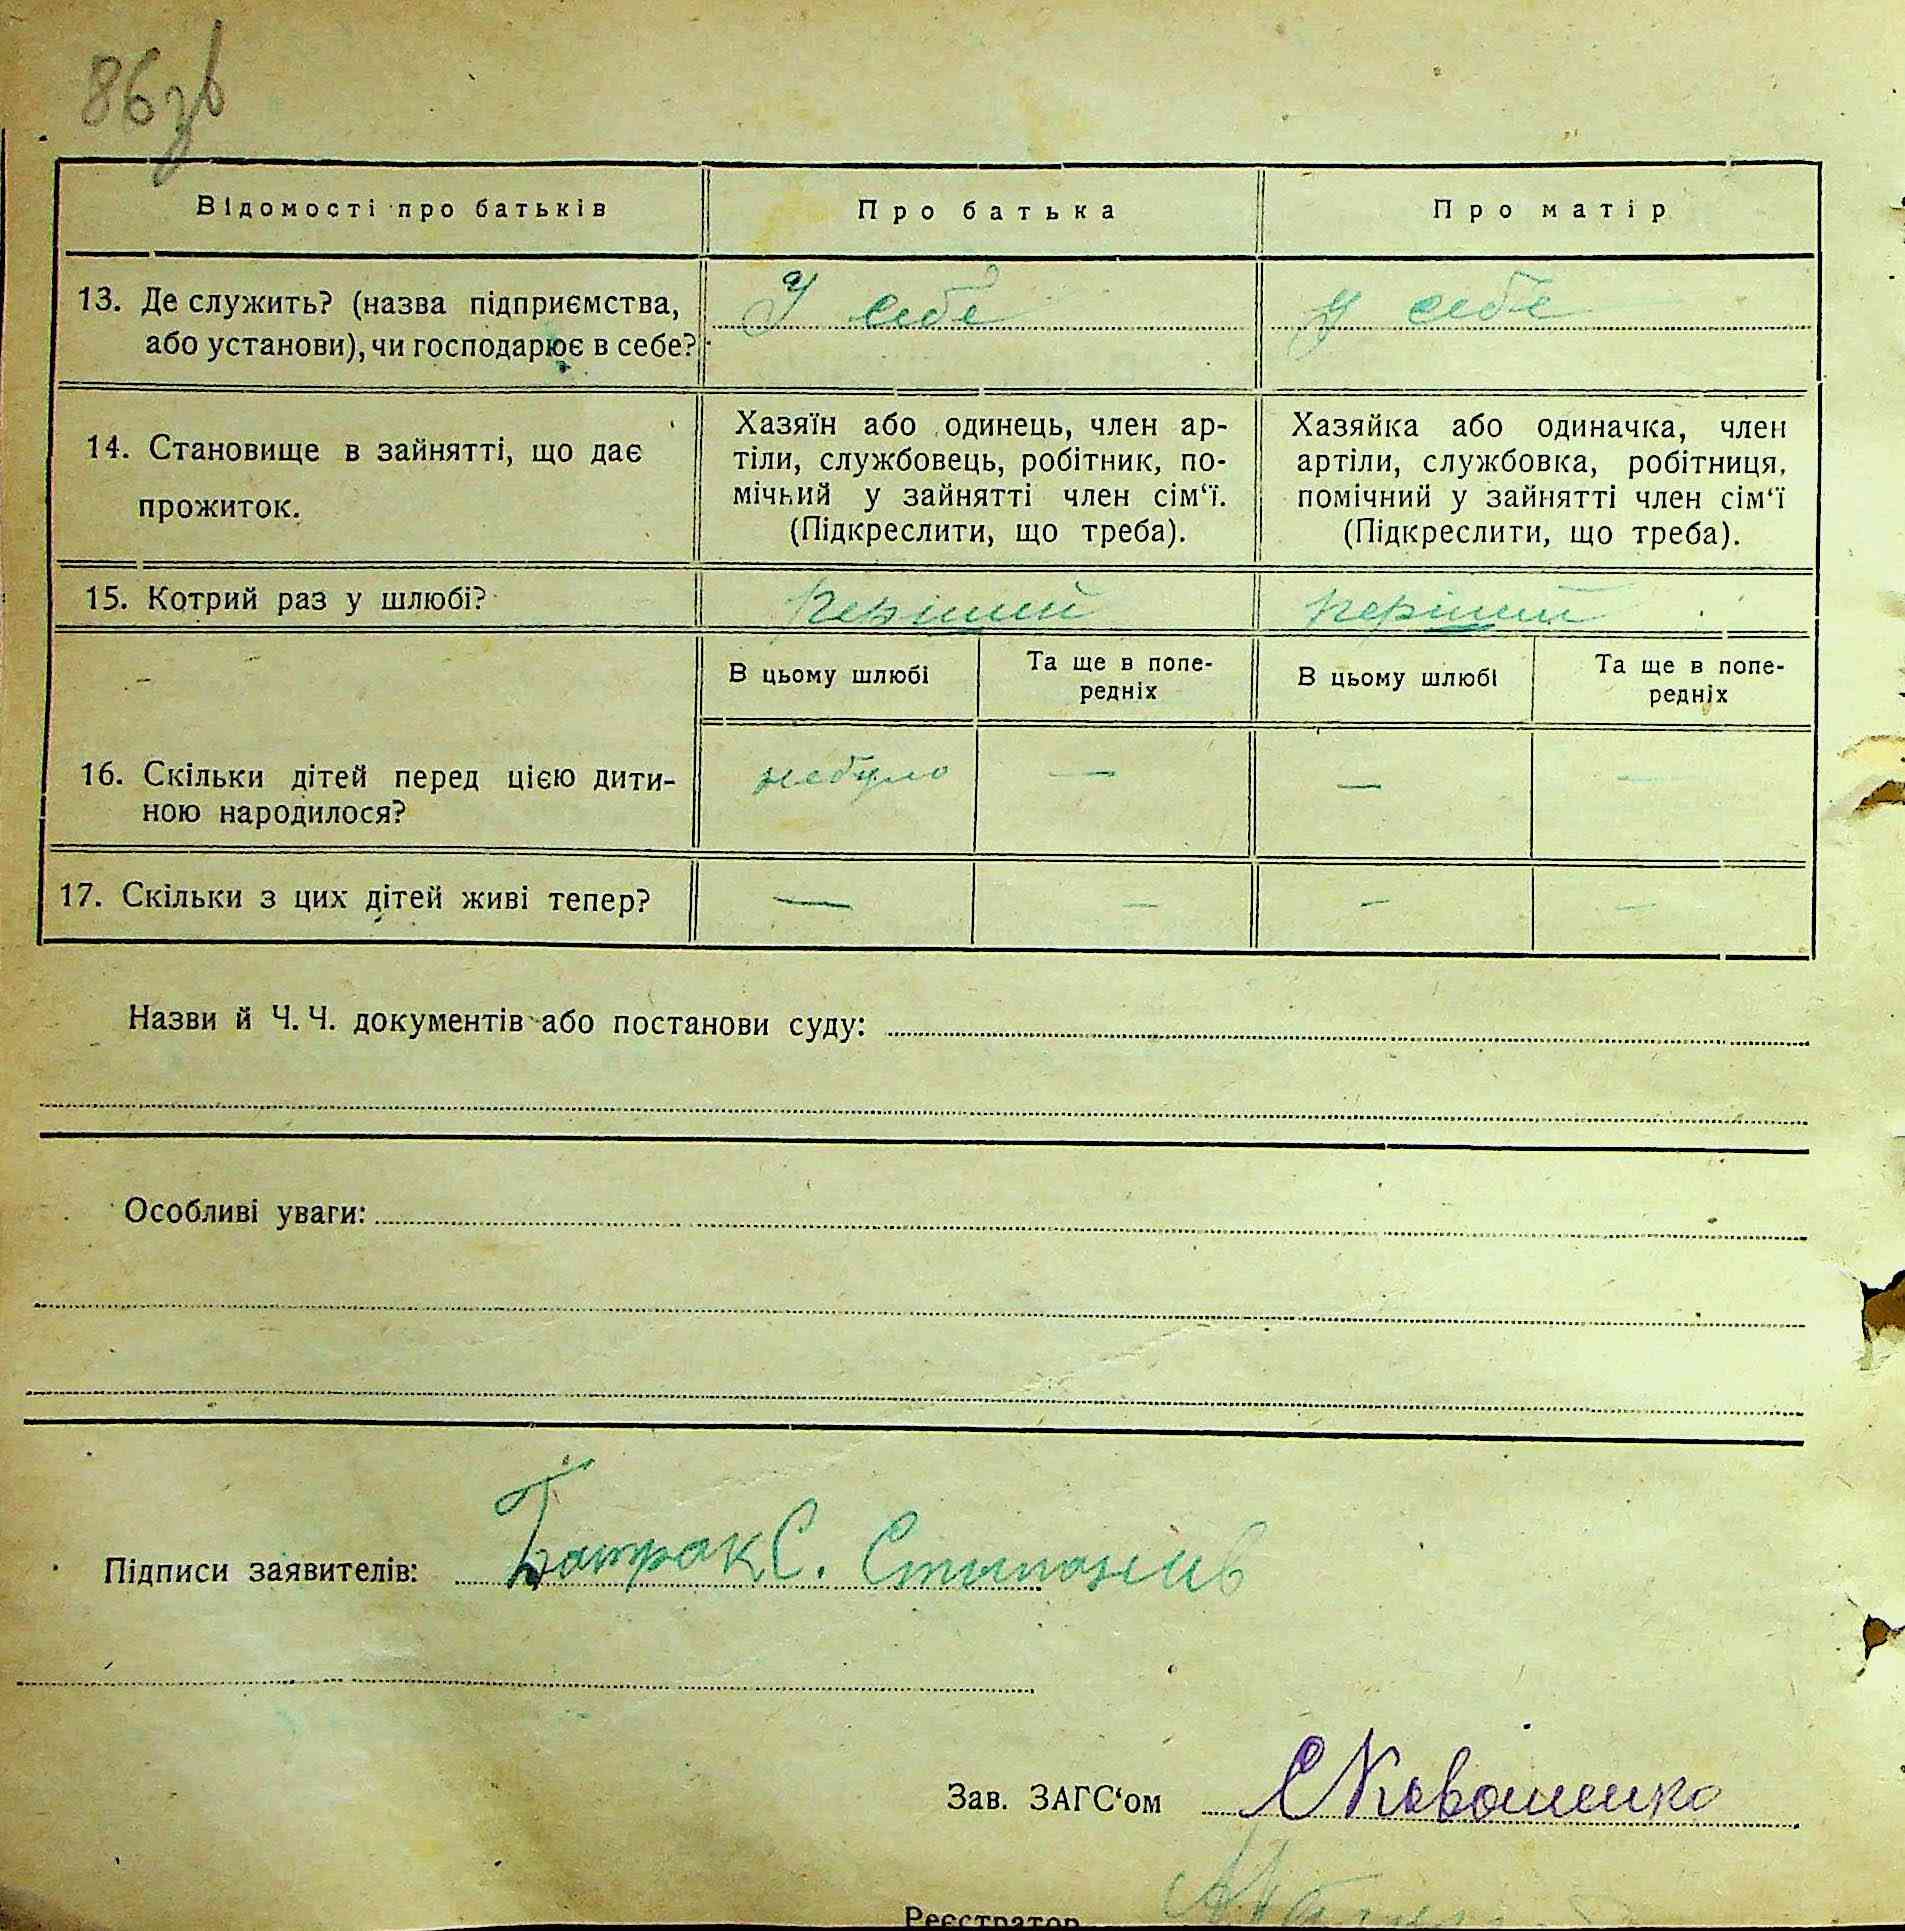 86 зв
Відомості про батьків Про батька Про матір
13. Де служить? (назва підприємства, У себе у себе
або установи), чи господарює в себе?
14. Становище в зайнятті, що дає
прожиток.
Хазяїн або одинець, член ар-
тіли, службовець, робітник, по-
мічний у зайнятті член сім‘ї.
(Підкреслити, що треба).
Хазяйка або одиначка, член
артіли, службовка, робітниця,
помічний у зайнятті член сім‘ї
(Підкреслити, що треба).
15. Котрий раз у шлюбі? перший перший
В цьому шлюбі Та ще в попе-
редніх
В цьому шлюбі Та ще в попе-
редніх
16. Скільки дітей перед цією дити- небуло — — —
ною народилося?
17. Скільки з цих дітей живі тепер? — — — —
Назви й Ч. Ч. документів або постанови суду:
Особливі уваги:
Підписи заявителів: Батрак С.
Зав. ЗАГС‘ом
Реєстратор